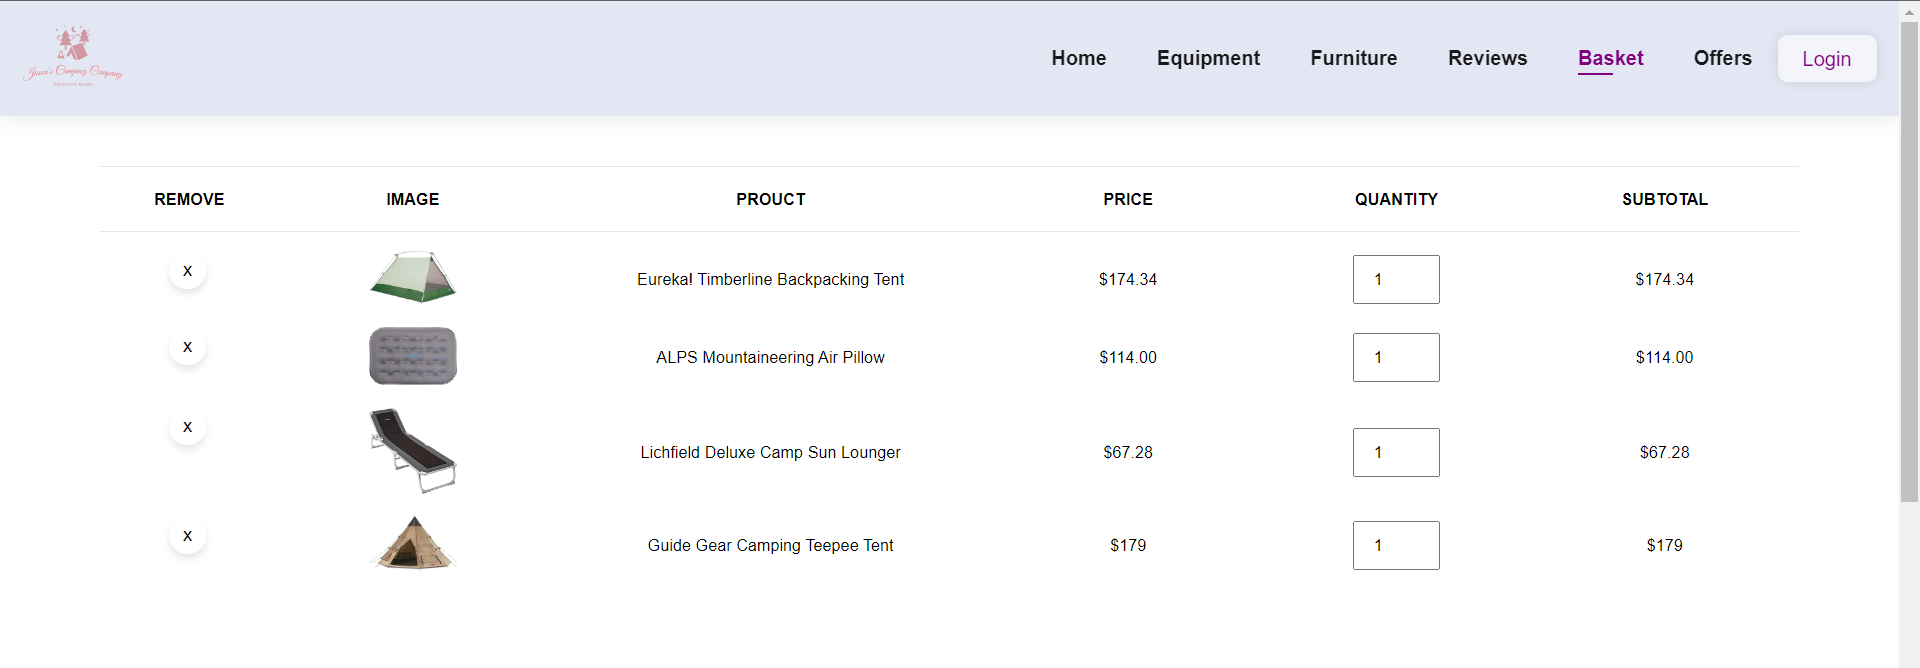 Jason's Camping Company
Home Equipment Furniture Reviews Basket Offers Login
REMOVE IMAGE PROUCT PRICE QUANTITY SUBTOTAL
x Eureka! Timberline Backpacking Tent $174.34 1 $174.34
x ALPS Mountaineering Air Pillow $114.00 1 $114.00
x Lichfield Deluxe Camp Sun Lounger $67.28 1 $67.28
x Guide Gear Camping Teepee Tent $179 1 $179